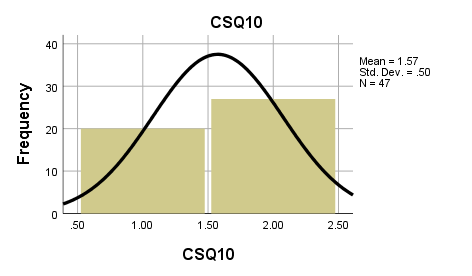 CSQ10
40
30
20
10
0
Frequency
.50 1.00 1.50 2.00 2.50
CSQ10
Mean = 1.57
Std. Dev. = .50
N = 47